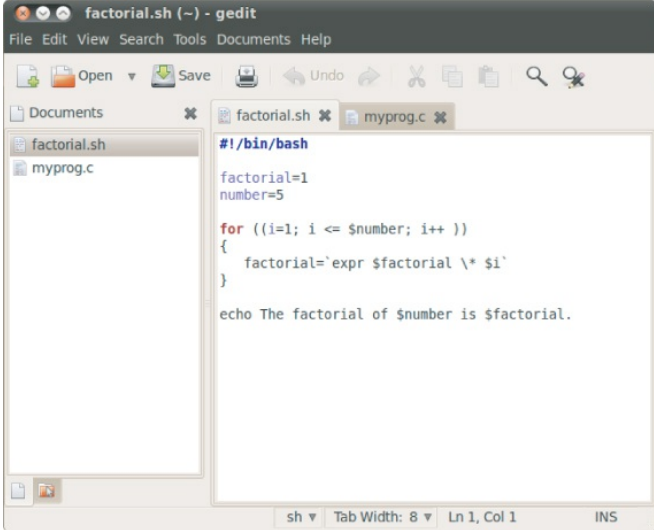 factorial.sh (~) - gedit
File Edit View Search Tools Documents Help
Open Save Undo
Documents
factorial.sh
myprog.c
factorial.sh myprog.c
#!/bin/bash
factorial=1
number=5
for ((i=1; i <= $number; i++ ))
{
factorial=`expr $factorial \* $i`
}
echo The factorial of $number is $factorial.
sh Tab Width: 8 Ln 1, Col 1 INS